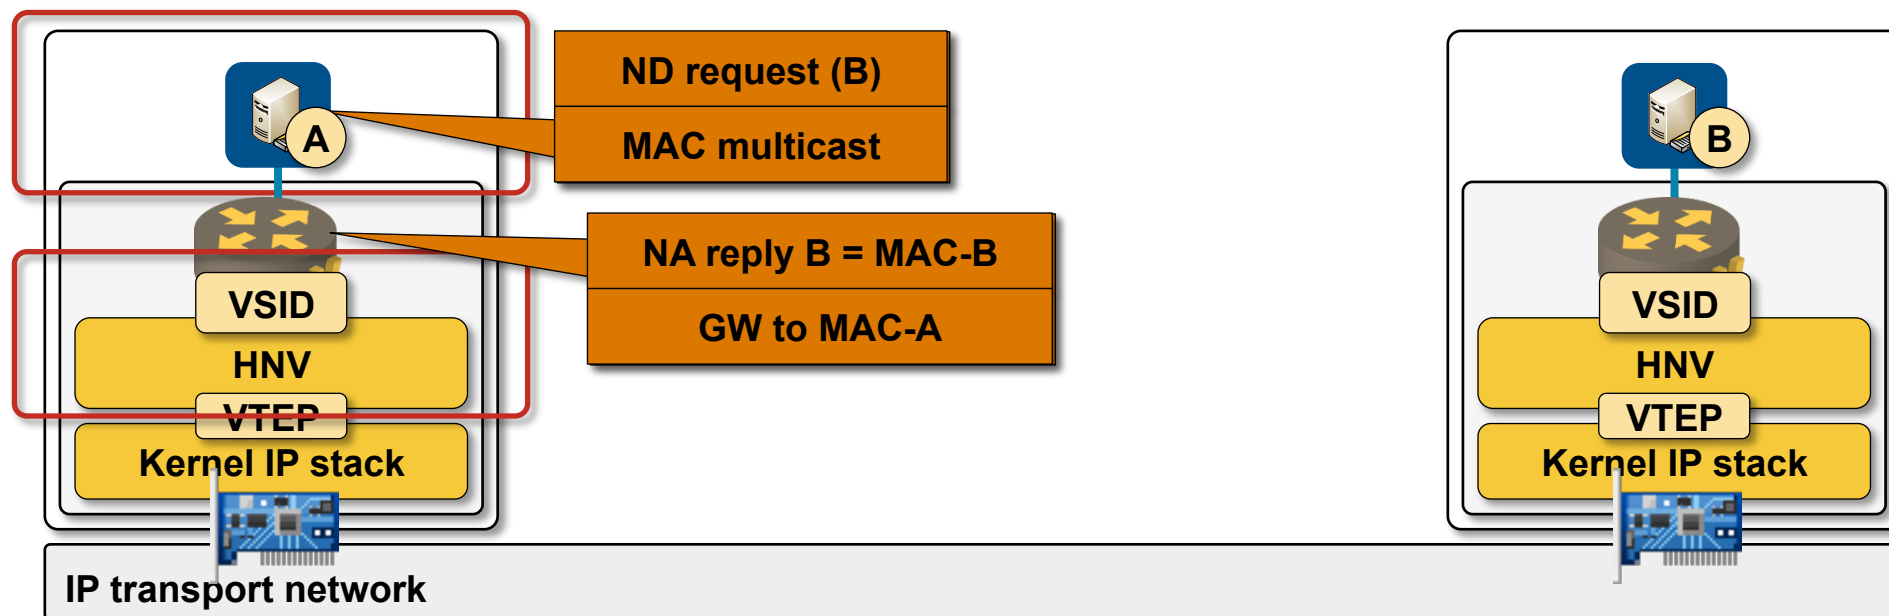 A
ND request (B)
MAC multicast
NA reply B = MAC-B
GW to MAC-A
VSID
HNV
VTEP
Kernel IP stack
B
VSID
HNV
VTEP
Kernel IP stack
IP transport network